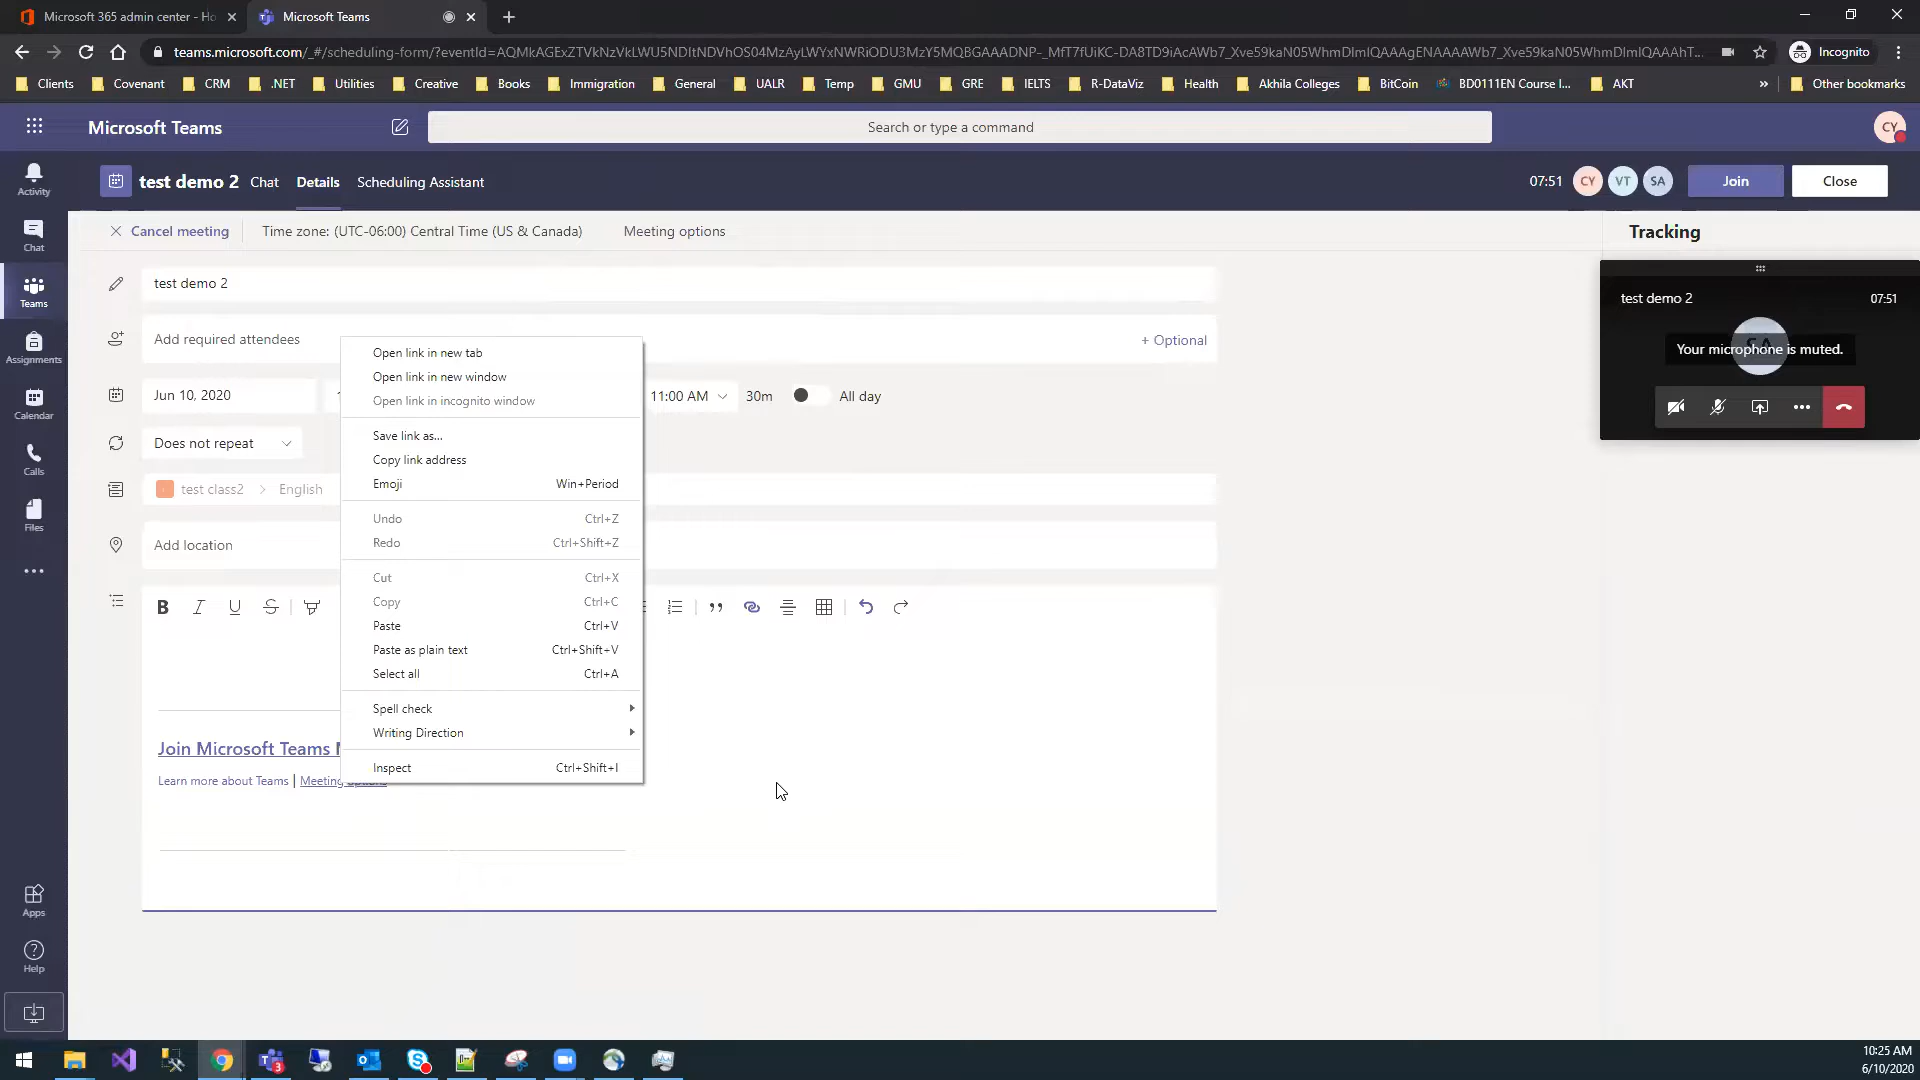 Microsoft 365 admin center - Ho
Microsoft Teams
teams.microsoft.com/_#/scheduling-form/?eventId=
Incognito
Clients
Covenant
CRM
.NET
Utilities
Creative
Books
Immigration
General
UALR
Temp
GMU
GRE
IELTS
R-DataViz
Health
Akhila Colleges
BitCoin
BD0111EN Course I...
AKT
»
Other bookmarks
Microsoft Teams
Search or type a command
CY
test demo 2
Chat
Details
Scheduling Assistant
07:51
CY
VT
SA
Join
Close
Cancel meeting
Time zone: (UTC-06:00) Central Time (US & Canada)
Meeting options
Tracking
Activity
Chat
Teams
Assignments
Calendar
Calls
Files
Apps
Help
test demo 2
Add required attendees
+ Optional
Jun 10, 2020
11:00 AM
30m
All day
Does not repeat
test class2 > English
Add location
B I U S
Join Microsoft Teams
Learn more about Teams | Meeting options
Open link in new tab
Open link in new window
Open link in incognito window
Save link as...
Copy link address
Emoji Win+Period
Undo Ctrl+Z
Redo Ctrl+Shift+Z
Cut Ctrl+X
Copy Ctrl+C
Paste Ctrl+V
Paste as plain text Ctrl+Shift+V
Select all Ctrl+A
Spell check
Writing Direction
Inspect Ctrl+Shift+I
test demo 2
07:51
Your microphone is muted.
3
10:25 AM
6/10/2020